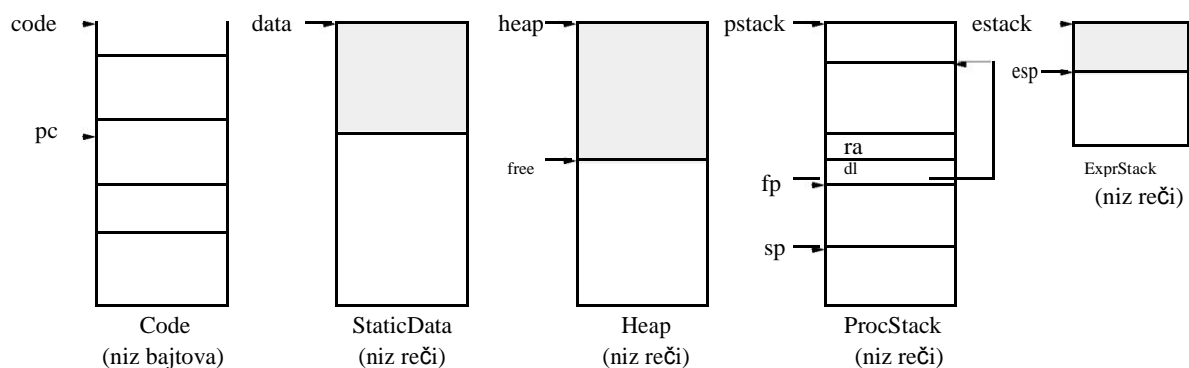 code
data
heap
pstack
estack
esp
pc
ra
free
dl
fp
ExprStack
(niz reči)
sp
Code
StaticData
Heap
ProcStack
(niz bajtova)
(niz reči)
(niz reči)
(niz reči)